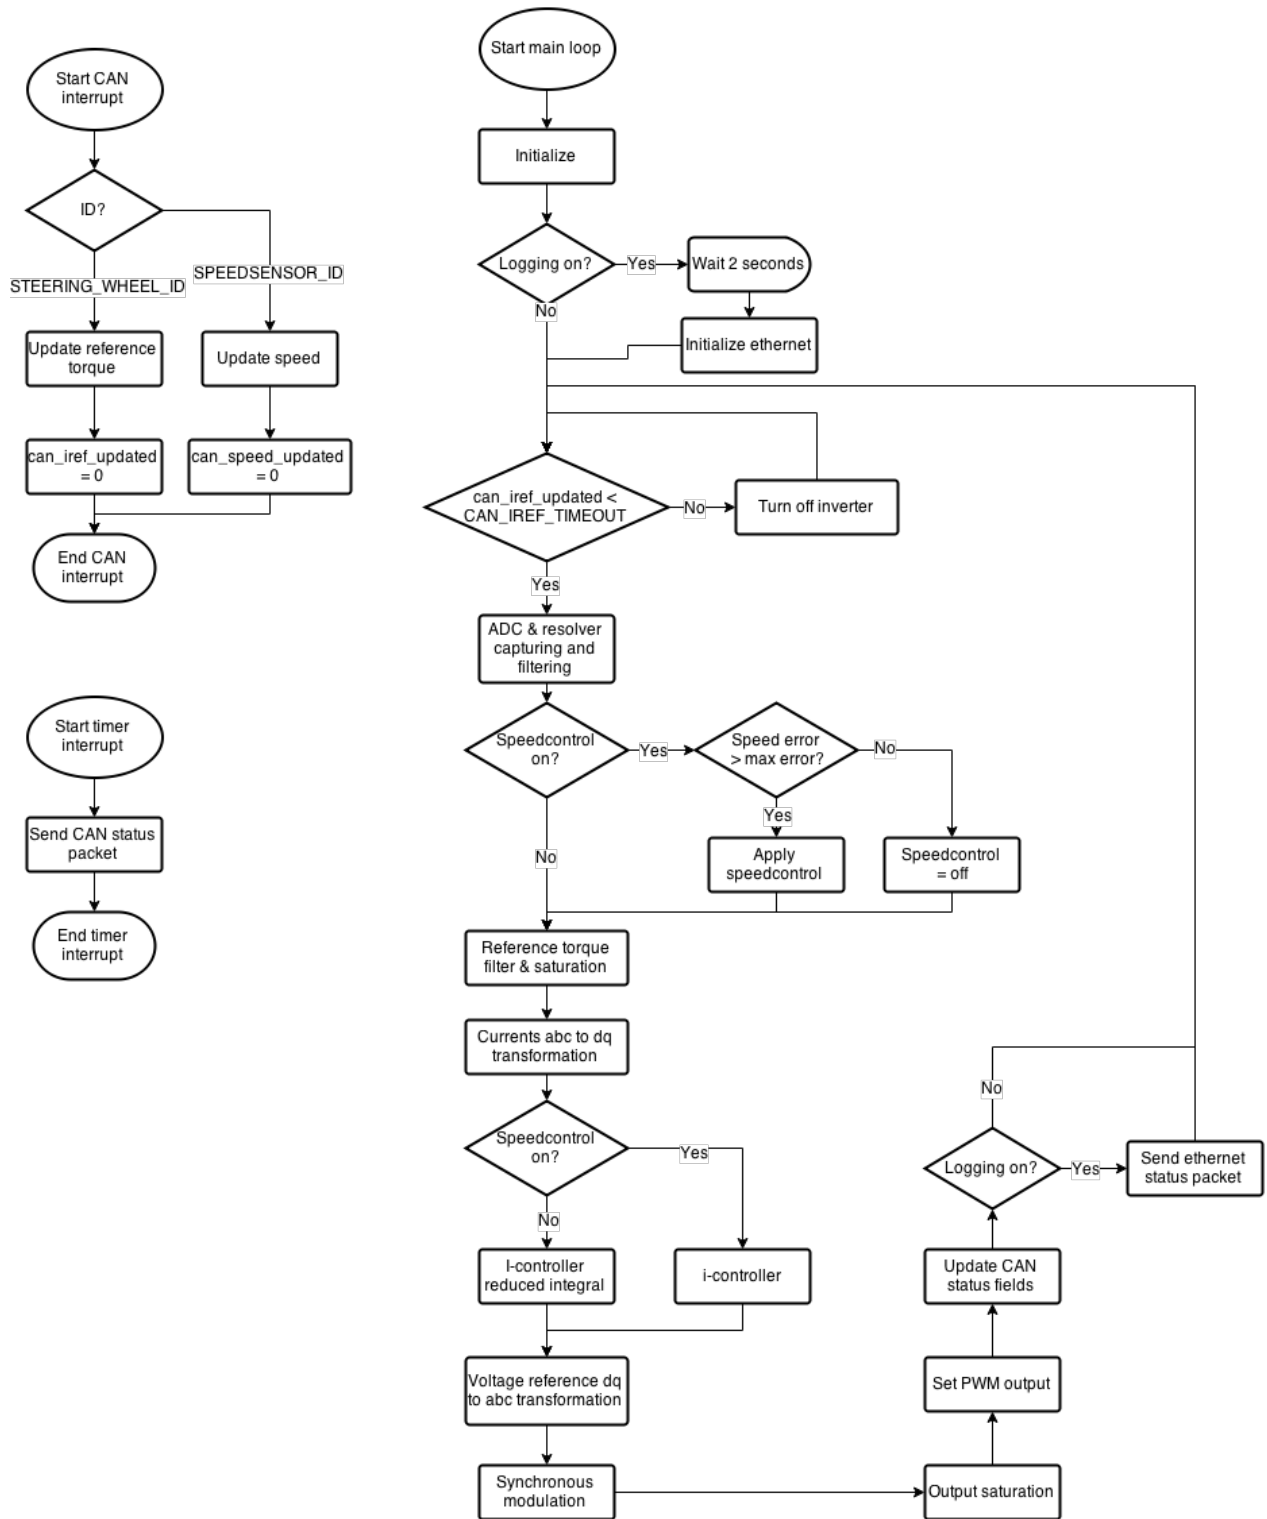 Start CAN
interrupt
ID?
STEERING_WHEEL_ID
SPEEDSENSOR_ID
Update reference
torque
Update speed
can_iref_updated
= 0
can_speed_updated
= 0
End CAN
interrupt
Start timer
interrupt
Send CAN status
packet
End timer
interrupt
Start main loop
Initialize
Logging on?
Yes
Wait 2 seconds
No
Initialize ethernet
can_iref_updated <
CAN_IREF_TIMEOUT
No
Turn off inverter
Yes
ADC & resolver
capturing and
filtering
Speedcontrol
on?
Yes
Speed error
> max error?
No
Yes
No
Apply
speedcontrol
Speedcontrol
= off
Reference torque
filter & saturation
Currents abc to dq
transformation
Speedcontrol
on?
Yes
No
I-controller
reduced integral
i-controller
Voltage reference dq
to abc transformation
Synchronous
modulation
Output saturation
Set PWM output
Update CAN
status fields
Logging on?
No
Yes
Send ethernet
status packet